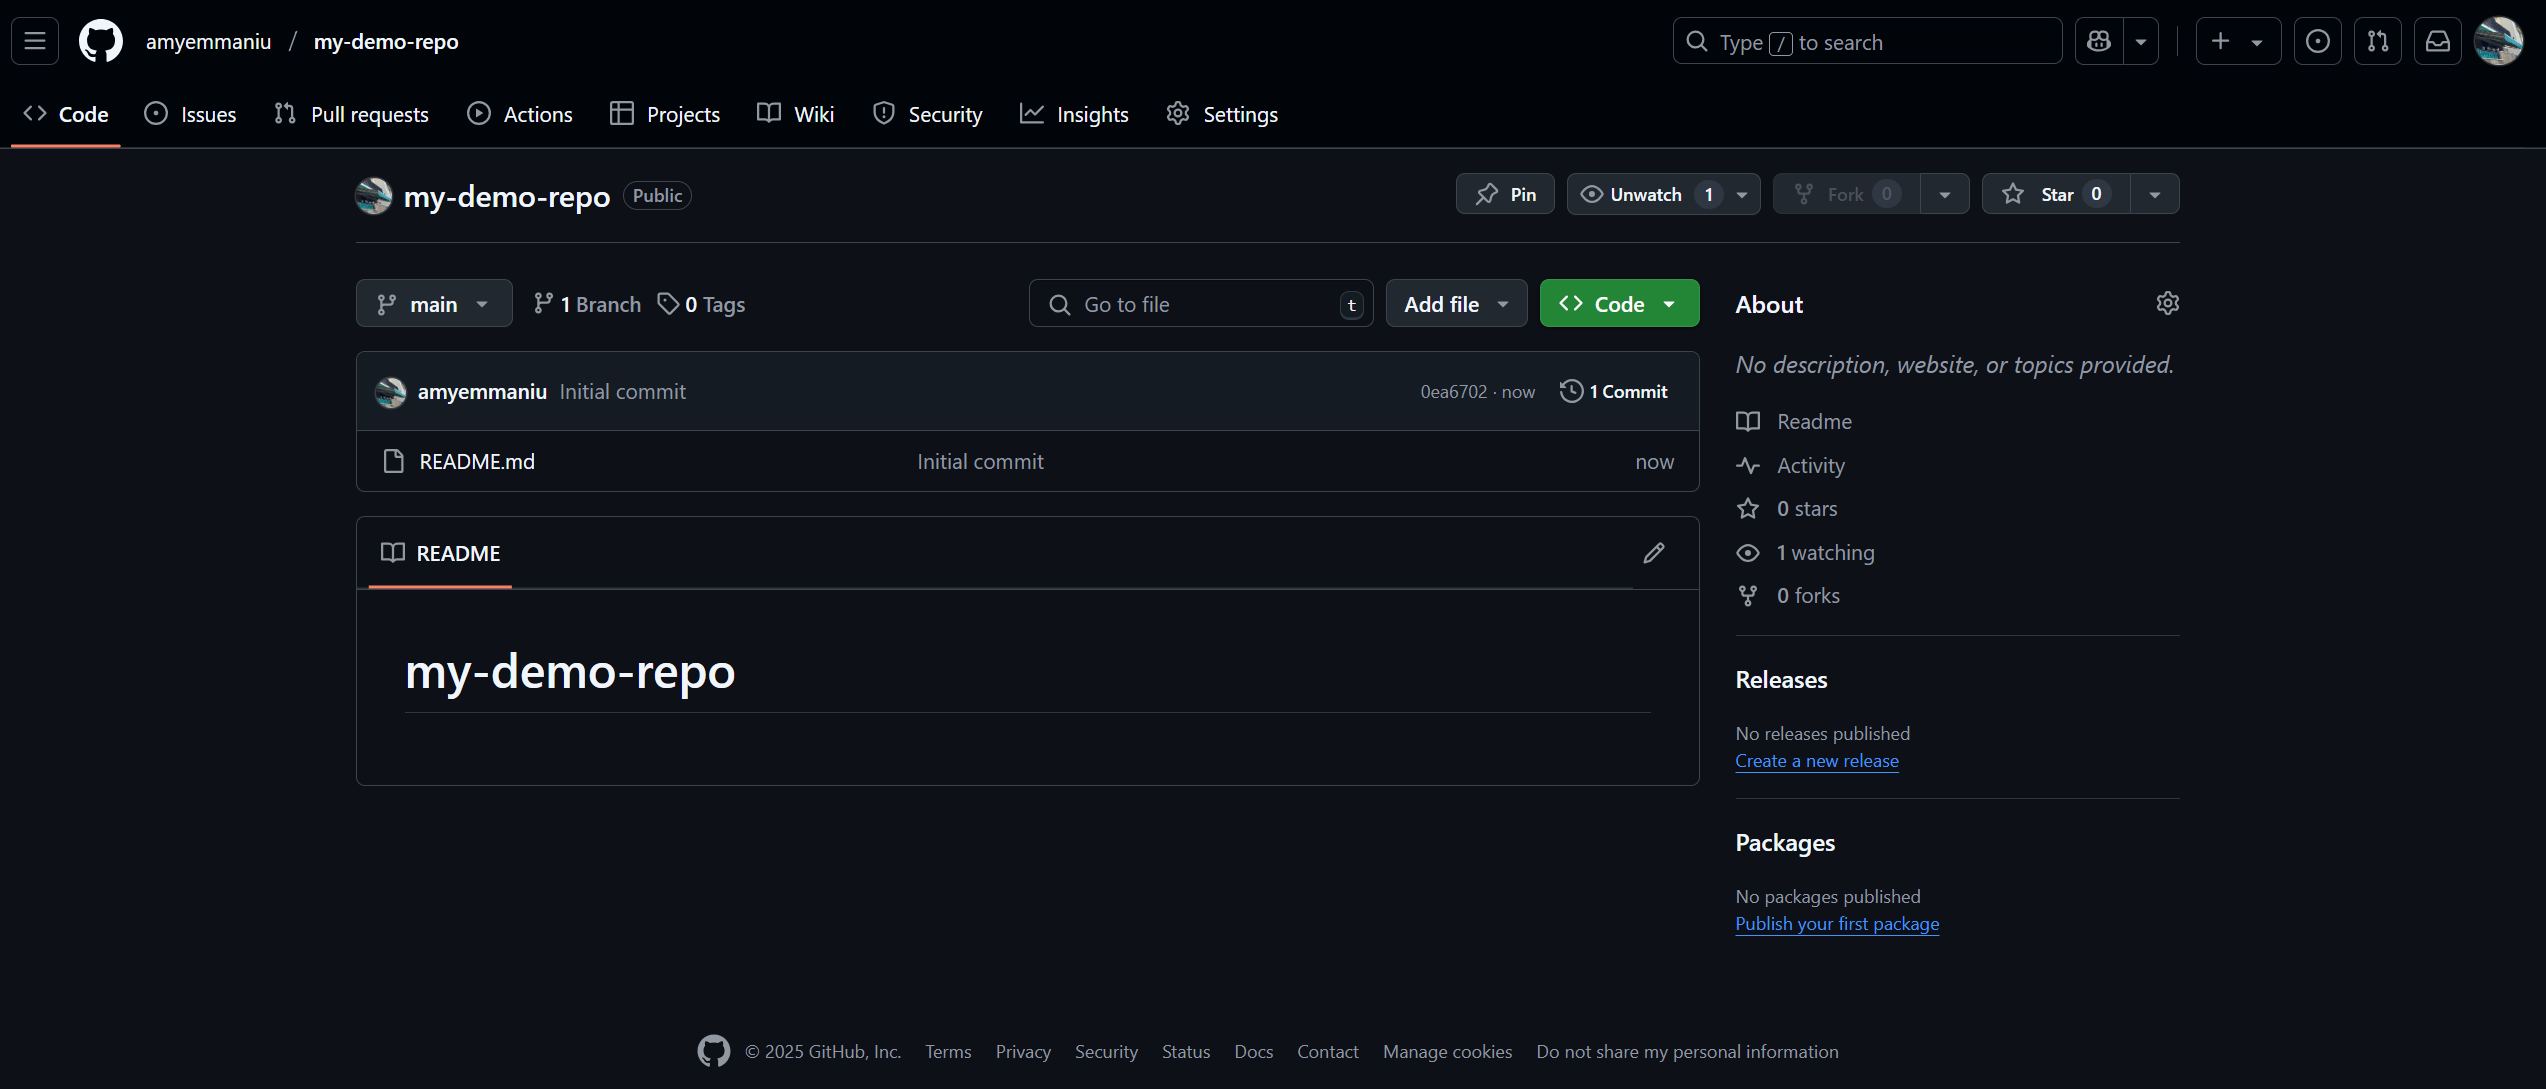 amyemmaniu / my-demo-repo
Type / to search
Code Issues Pull requests Actions Projects Wiki Security Insights Settings
my-demo-repo Public
Pin Unwatch 1 Fork 0 Star 0
main 1 Branch 0 Tags Go to file t Add file Code
amyemmaniu Initial commit 0ea6702 · now 1 Commit
README.md Initial commit now
README
my-demo-repo
About
No description, website, or topics provided.
Readme
Activity
0 stars
1 watching
0 forks
Releases
No releases published
Create a new release
Packages
No packages published
Publish your first package
© 2025 GitHub, Inc. Terms Privacy Security Status Docs Contact Manage cookies Do not share my personal information